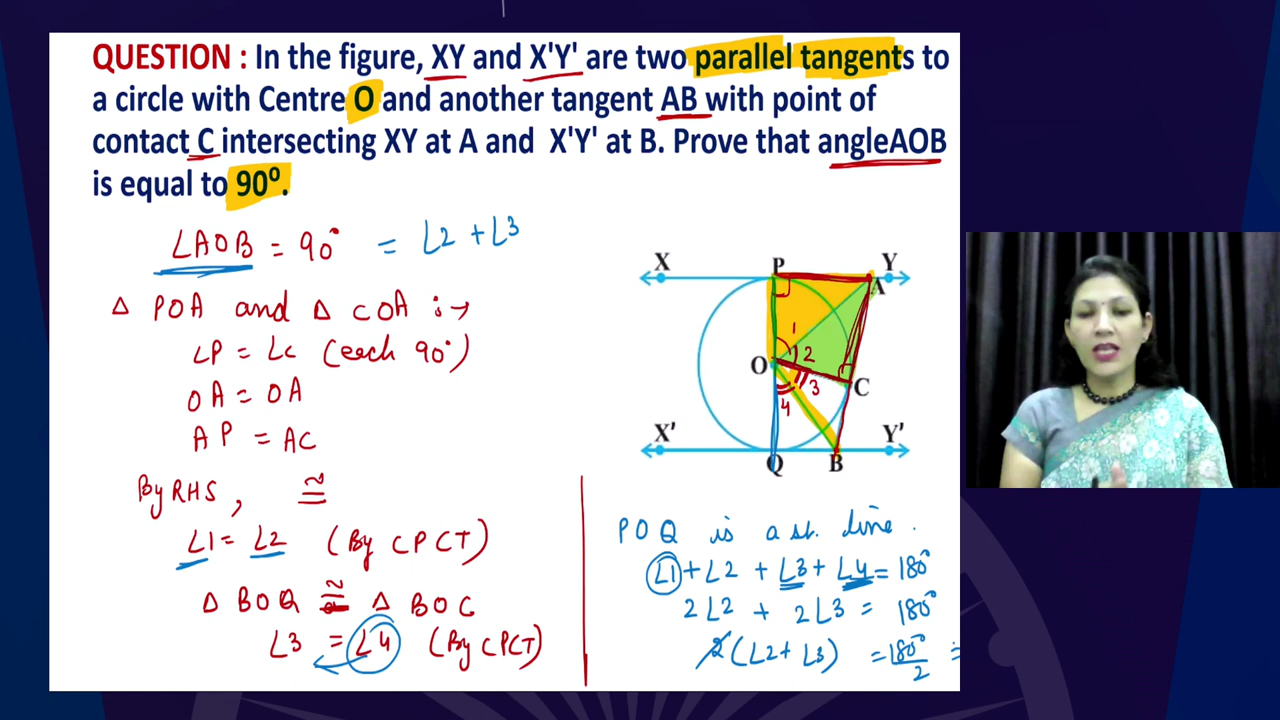 QUESTION : In the figure, XY and X'Y' are two parallel tangents to
a circle with Centre O and another tangent AB with point of
contact C intersecting XY at A and X'Y' at B. Prove that angleAOB
is equal to 90⁰.
∠AOB = 90° = ∠2 + ∠3
△ POA and △ COA :→
∠P = ∠C (each 90°)
OA = OA
AP = AC
By RHS, ≅
∠1 = ∠2 (By CPCT)
△ BOQ ≅ △ BOC
∠3 = ∠4 (By CPCT)
X P Y
A
1
O 2
3 C
4
X' Y'
Q B
POQ is a st. line.
∠1 + ∠2 + ∠3 + ∠4 = 180°
2∠2 + 2∠3 = 180°
2(∠2 + ∠3) = 180°/2 =